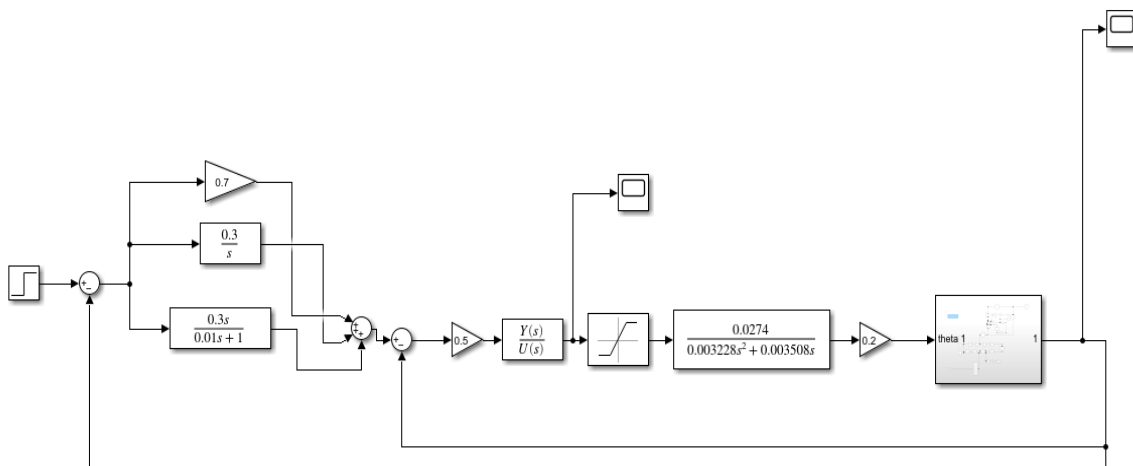 0.7
0.3
s
0.3s
0.01s + 1
+
−
+
+
+
+
−
0.5
Y(s)
U(s)
0.0274
0.003228s² + 0.003508s
0.2
theta 1
1